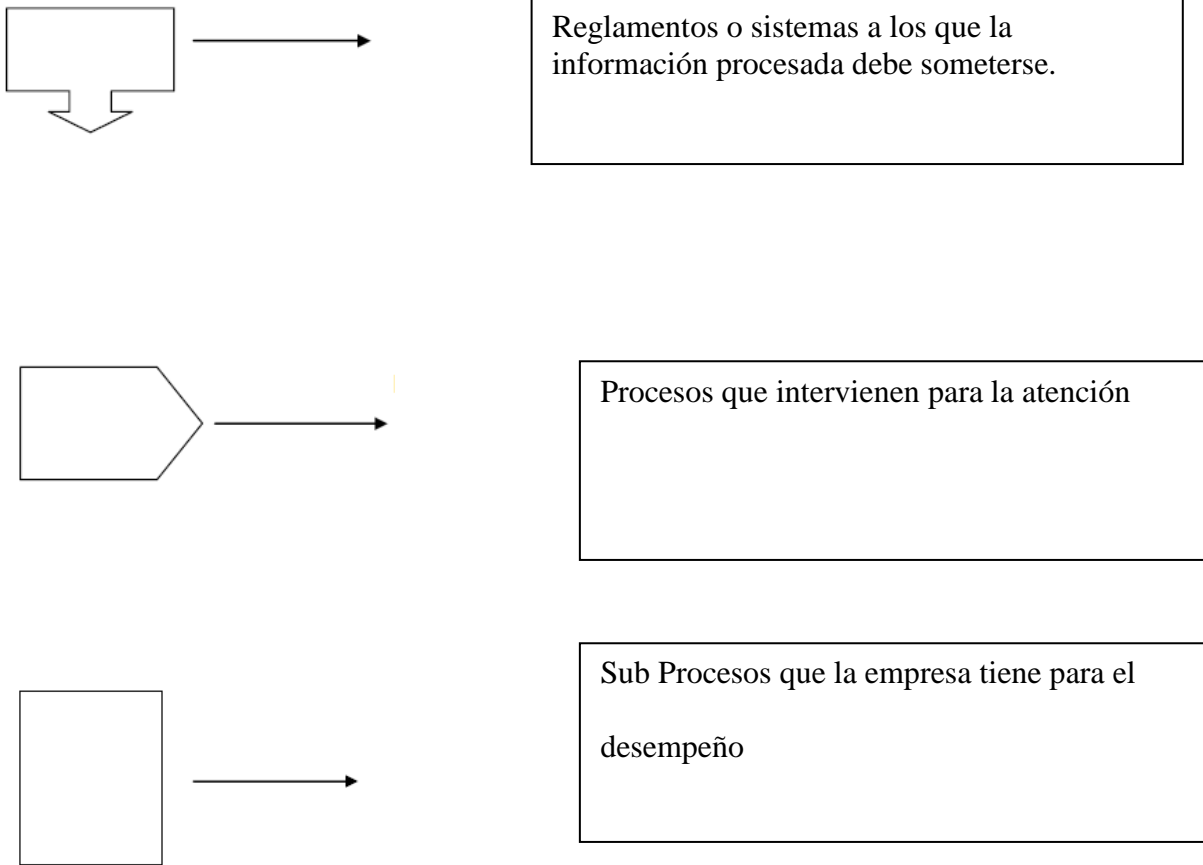 Reglamentos o sistemas a los que la
información procesada debe someterse.
Procesos que intervienen para la atención
Sub Procesos que la empresa tiene para el
desempeño